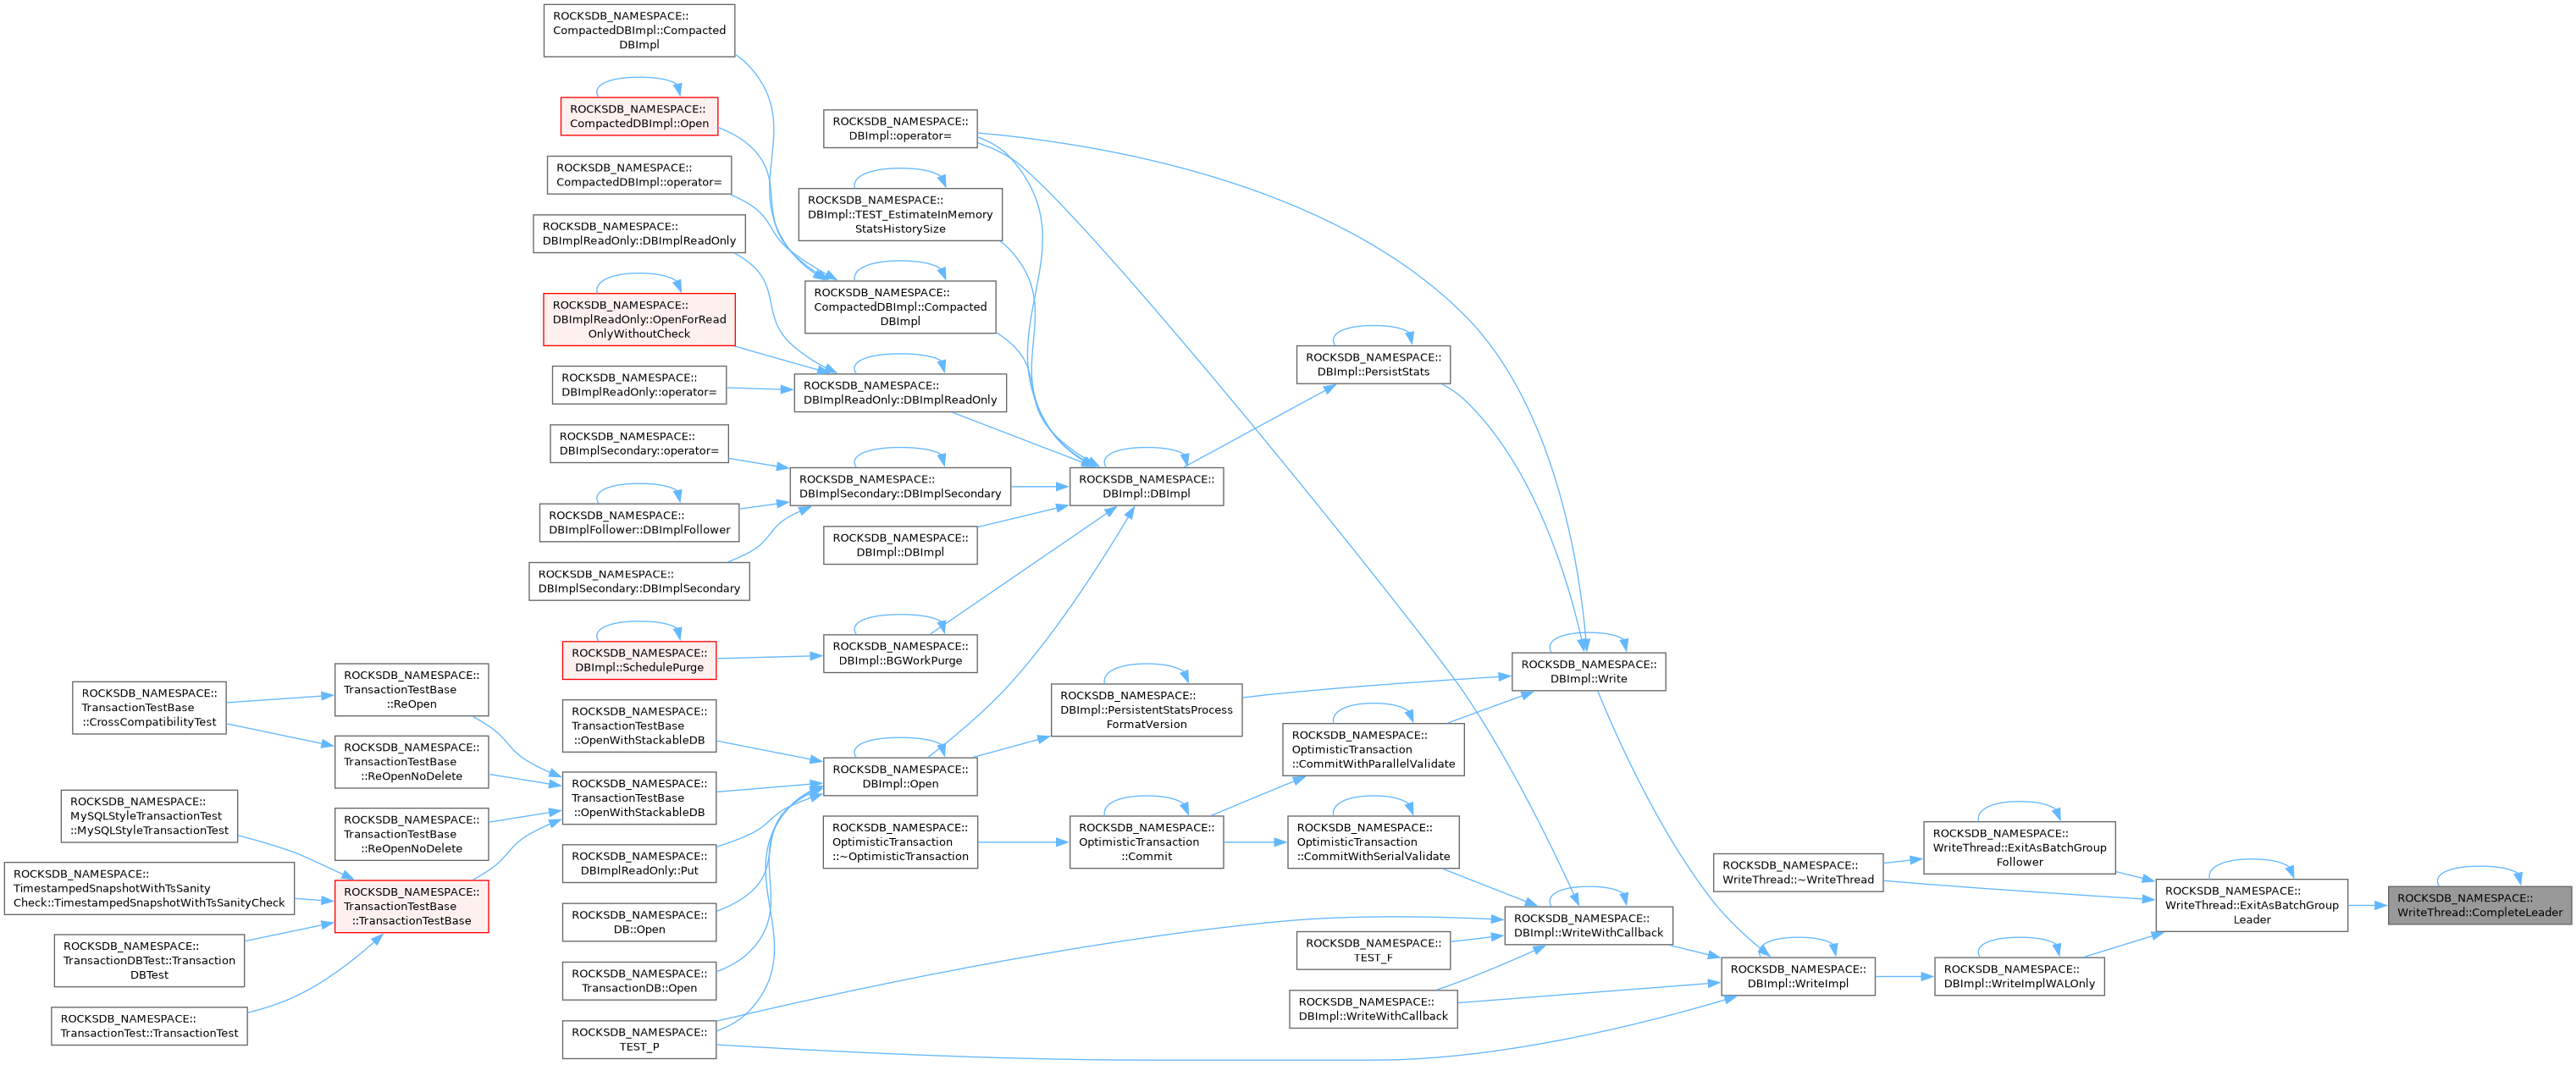 ROCKSDB_NAMESPACE::
CompactedDBImpl::Compacted
DBImpl
ROCKSDB_NAMESPACE::
CompactedDBImpl::Open
ROCKSDB_NAMESPACE::
CompactedDBImpl::operator=
ROCKSDB_NAMESPACE::
DBImplReadOnly::DBImplReadOnly
ROCKSDB_NAMESPACE::
DBImplReadOnly::OpenForRead
OnlyWithoutCheck
ROCKSDB_NAMESPACE::
DBImplReadOnly::operator=
ROCKSDB_NAMESPACE::
DBImplSecondary::operator=
ROCKSDB_NAMESPACE::
DBImplFollower::DBImplFollower
ROCKSDB_NAMESPACE::
DBImplSecondary::DBImplSecondary
ROCKSDB_NAMESPACE::
DBImpl::SchedulePurge
ROCKSDB_NAMESPACE::
TransactionTestBase
::OpenWithStackableDB
ROCKSDB_NAMESPACE::
TransactionTestBase
::OpenWithStackableDB
ROCKSDB_NAMESPACE::
DBImplReadOnly::Put
ROCKSDB_NAMESPACE::
DB::Open
ROCKSDB_NAMESPACE::
TransactionDB::Open
ROCKSDB_NAMESPACE::
TEST_P
ROCKSDB_NAMESPACE::
TransactionTestBase
::CrossCompatibilityTest
ROCKSDB_NAMESPACE::
MySQLStyleTransactionTest
::MySQLStyleTransactionTest
ROCKSDB_NAMESPACE::
TimestampedSnapshotWithTsSanity
Check::TimestampedSnapshotWithTsSanityCheck
ROCKSDB_NAMESPACE::
TransactionDBTest::Transaction
DBTest
ROCKSDB_NAMESPACE::
TransactionTest::TransactionTest
ROCKSDB_NAMESPACE::
TransactionTestBase
::ReOpen
ROCKSDB_NAMESPACE::
TransactionTestBase
::ReOpenNoDelete
ROCKSDB_NAMESPACE::
TransactionTestBase
::ReOpenNoDelete
ROCKSDB_NAMESPACE::
TransactionTestBase
::TransactionTestBase
ROCKSDB_NAMESPACE::
DBImpl::operator=
ROCKSDB_NAMESPACE::
DBImpl::TEST_EstimateInMemory
StatsHistorySize
ROCKSDB_NAMESPACE::
CompactedDBImpl::Compacted
DBImpl
ROCKSDB_NAMESPACE::
DBImplReadOnly::DBImplReadOnly
ROCKSDB_NAMESPACE::
DBImplSecondary::DBImplSecondary
ROCKSDB_NAMESPACE::
DBImpl::DBImpl
ROCKSDB_NAMESPACE::
DBImpl::BGWorkPurge
ROCKSDB_NAMESPACE::
DBImpl::Open
ROCKSDB_NAMESPACE::
OptimisticTransaction
::~OptimisticTransaction
ROCKSDB_NAMESPACE::
DBImpl::DBImpl
ROCKSDB_NAMESPACE::
DBImpl::PersistentStatsProcess
FormatVersion
ROCKSDB_NAMESPACE::
OptimisticTransaction
::Commit
ROCKSDB_NAMESPACE::
DBImpl::PersistStats
ROCKSDB_NAMESPACE::
OptimisticTransaction
::CommitWithParallelValidate
ROCKSDB_NAMESPACE::
OptimisticTransaction
::CommitWithSerialValidate
ROCKSDB_NAMESPACE::
TEST_F
ROCKSDB_NAMESPACE::
DBImpl::WriteWithCallback
ROCKSDB_NAMESPACE::
DBImpl::Write
ROCKSDB_NAMESPACE::
DBImpl::WriteWithCallback
ROCKSDB_NAMESPACE::
WriteThread::~WriteThread
ROCKSDB_NAMESPACE::
DBImpl::WriteImpl
ROCKSDB_NAMESPACE::
WriteThread::ExitAsBatchGroup
Follower
ROCKSDB_NAMESPACE::
DBImpl::WriteImplWALOnly
ROCKSDB_NAMESPACE::
WriteThread::ExitAsBatchGroup
Leader
ROCKSDB_NAMESPACE::
WriteThread::CompleteLeader